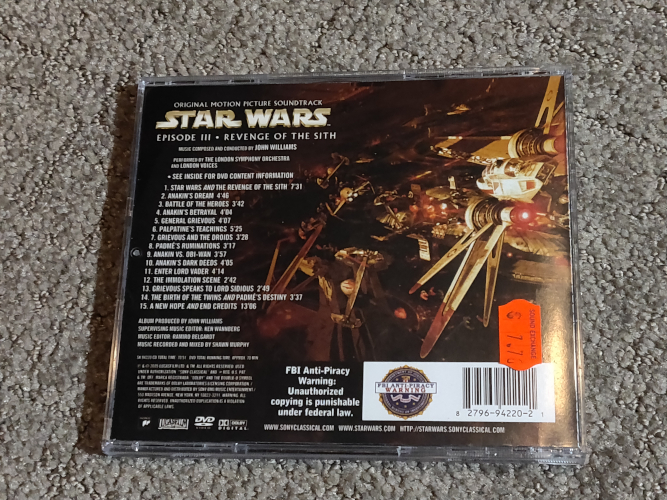 ORIGINAL MOTION PICTURE SOUNDTRACK
STAR WARS
EPISODE III • REVENGE OF THE SITH
MUSIC COMPOSED AND CONDUCTED BY JOHN WILLIAMS
PERFORMED BY THE LONDON SYMPHONY ORCHESTRA
AND LONDON VOICES
• SEE INSIDE FOR DVD CONTENT INFORMATION
1. STAR WARS AND THE REVENGE OF THE SITH 7'31
2. ANAKIN'S DREAM 4'46
3. BATTLE OF THE HEROES 3'42
4. ANAKIN'S BETRAYAL 4'04
5. GENERAL GRIEVOUS 4'07
6. PALPATINE'S TEACHINGS 5'25
7. GRIEVOUS AND THE DROIDS 3'28
8. PADMÉ'S RUMINATIONS 3'17
9. ANAKIN VS. OBI-WAN 3'57
10. ANAKIN'S DARK DEEDS 4'05
11. ENTER LORD VADER 4'14
12. THE IMMOLATION SCENE 2'42
13. GRIEVOUS SPEAKS TO LORD SIDIOUS 2'49
14. THE BIRTH OF THE TWINS AND PADMÉ'S DESTINY 3'37
15. A NEW HOPE AND END CREDITS 13'06
ALBUM PRODUCED BY JOHN WILLIAMS
SUPERVISING MUSIC EDITOR: KEN WANNBERG
MUSIC EDITOR: RAMIRO BELGARDT
MUSIC RECORDED AND MIXED BY SHAWN MURPHY
FBI Anti-Piracy
Warning:
Unauthorized
copying is punishable
under federal law.
FBI ANTI-PIRACY
WARNING
SOUND EXCHANGE
8 2796-94220-2 1
DVD
DOLBY
DIGITAL
WWW.SONYCLASSICAL.COM WWW.STARWARS.COM HTTP://STARWARS.SONYCLASSICAL.COM